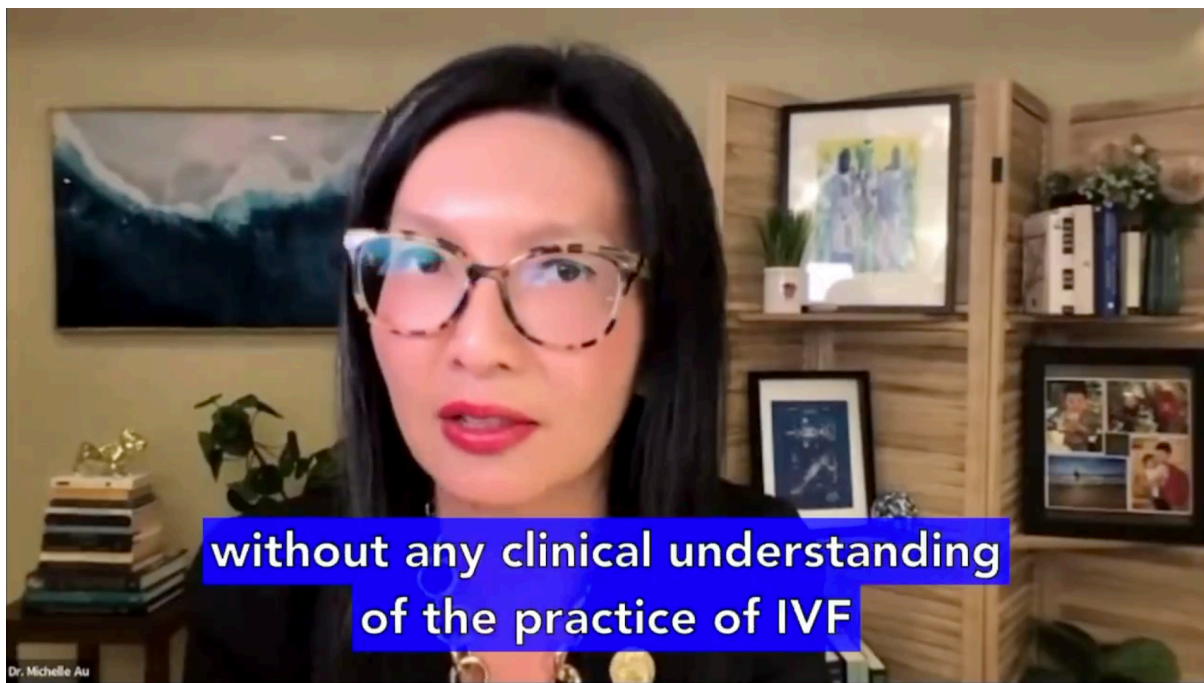 without any clinical understanding
of the practice of IVF
Dr. Michelle Au